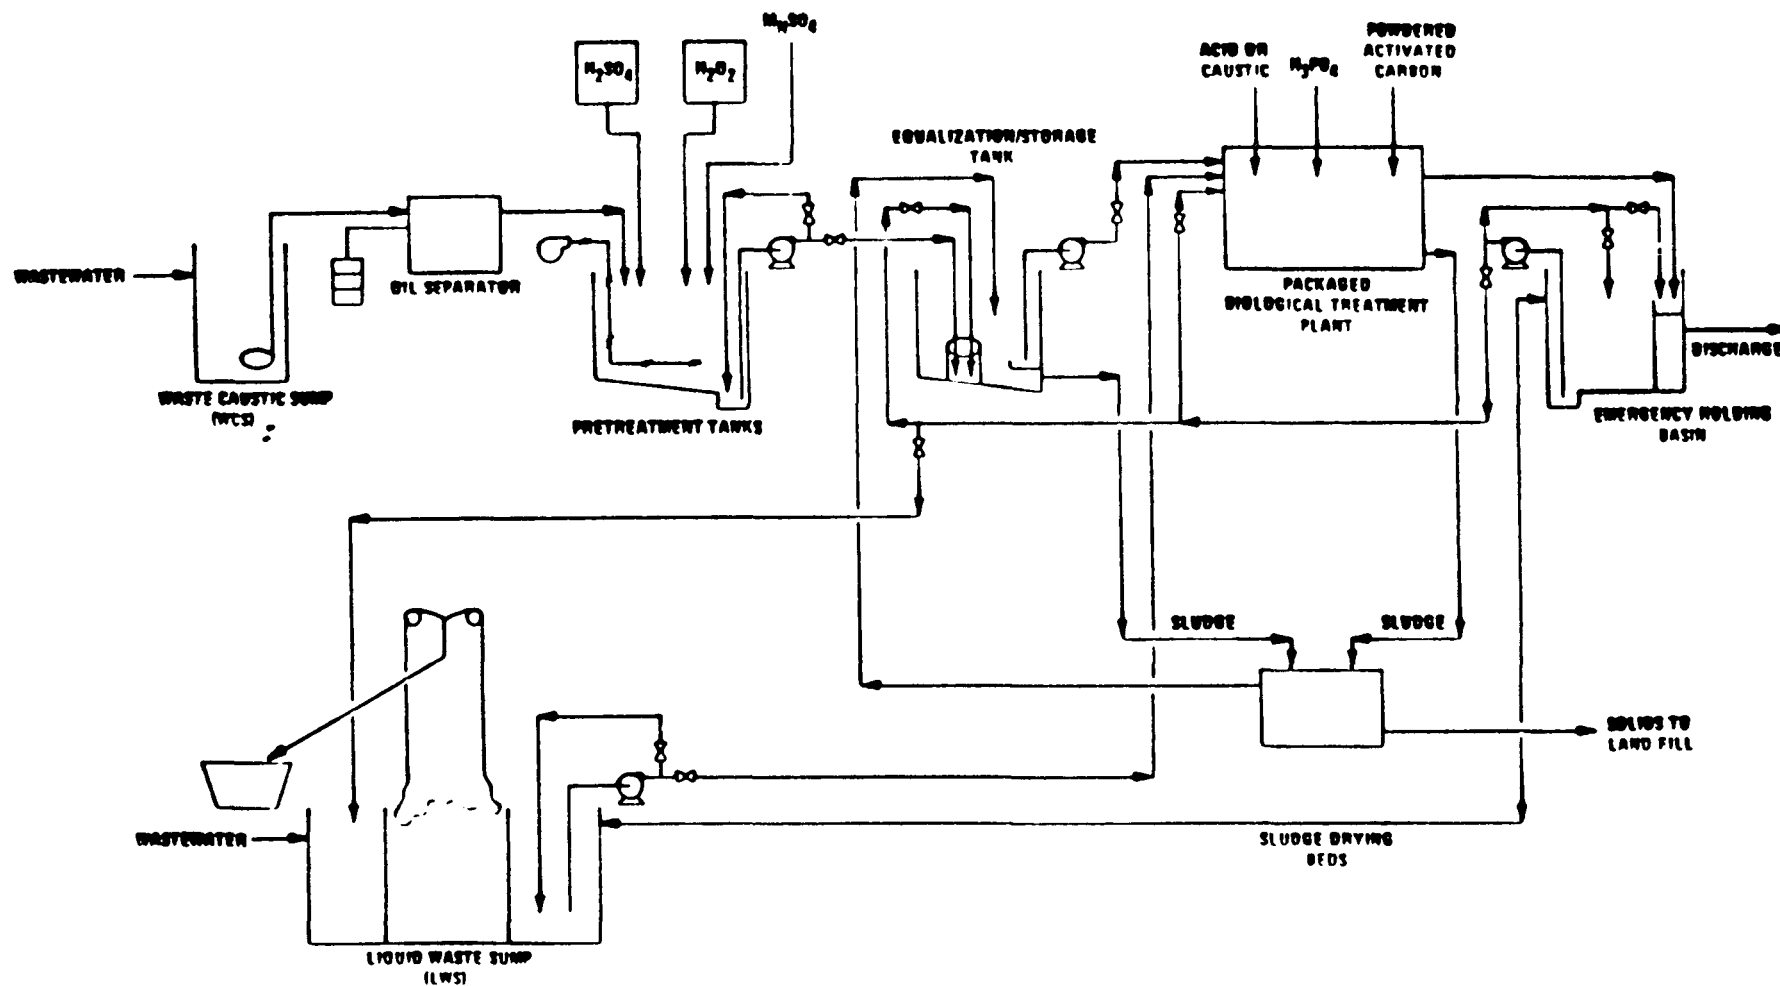 MnSO4
H2SO4
H2O2
POWDERED
ACTIVATED
CARBON
ACID OR
CAUSTIC
H3PO4
EQUALIZATION/STORAGE
TANK
WASTEWATER
OIL SEPARATOR
PACKAGED
BIOLOGICAL TREATMENT
PLANT
DISCHARGE
WASTE CAUSTIC SUMP
(WCS)
PRETREATMENT TANKS
EMERGENCY HOLDING
BASIN
SLUDGE
SLUDGE
SOLIDS TO
LAND FILL
WASTEWATER
SLUDGE DRYING
BEDS
LIQUID WASTE SUMP
(LWS)